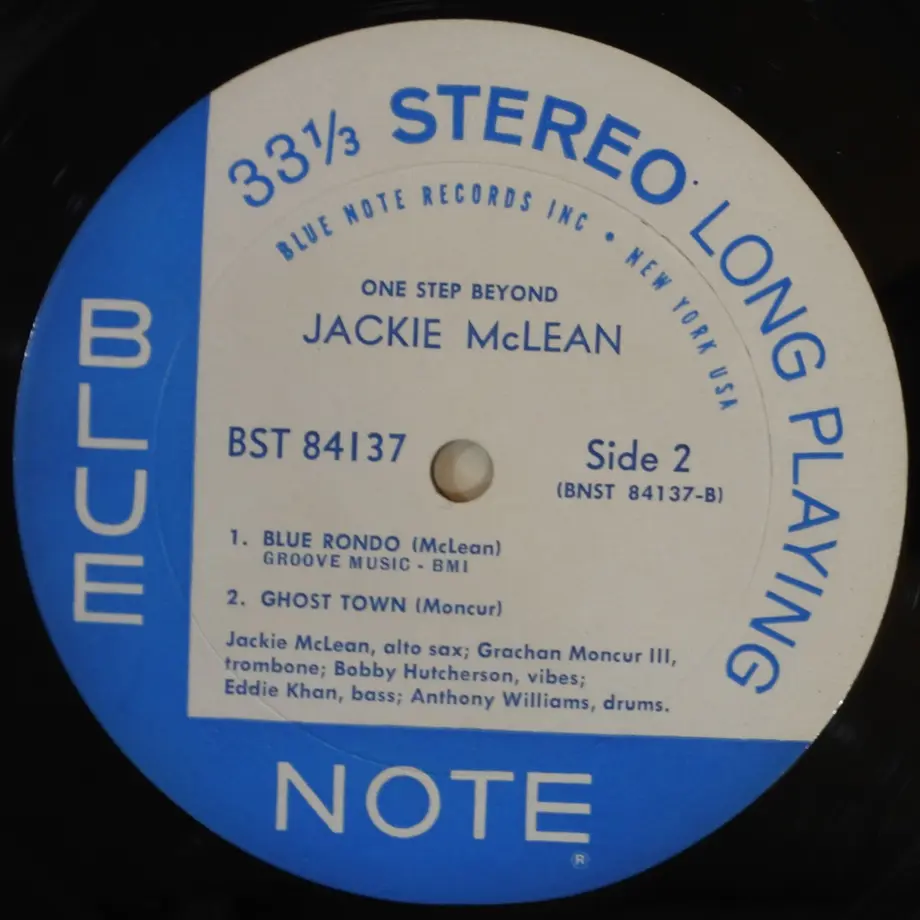 33⅓ STEREO LONG PLAYING
BLUE NOTE RECORDS INC • NEW YORK USA
ONE STEP BEYOND
JACKIE McLEAN
BST 84137
Side 2
(BNST 84137-B)
1. BLUE RONDO (McLean)
GROOVE MUSIC - BMI
2. GHOST TOWN (Moncur)
Jackie McLean, alto sax; Grachan Moncur III,
trombone; Bobby Hutcherson, vibes;
Eddie Khan, bass; Anthony Williams, drums.
BLUE
NOTE
®